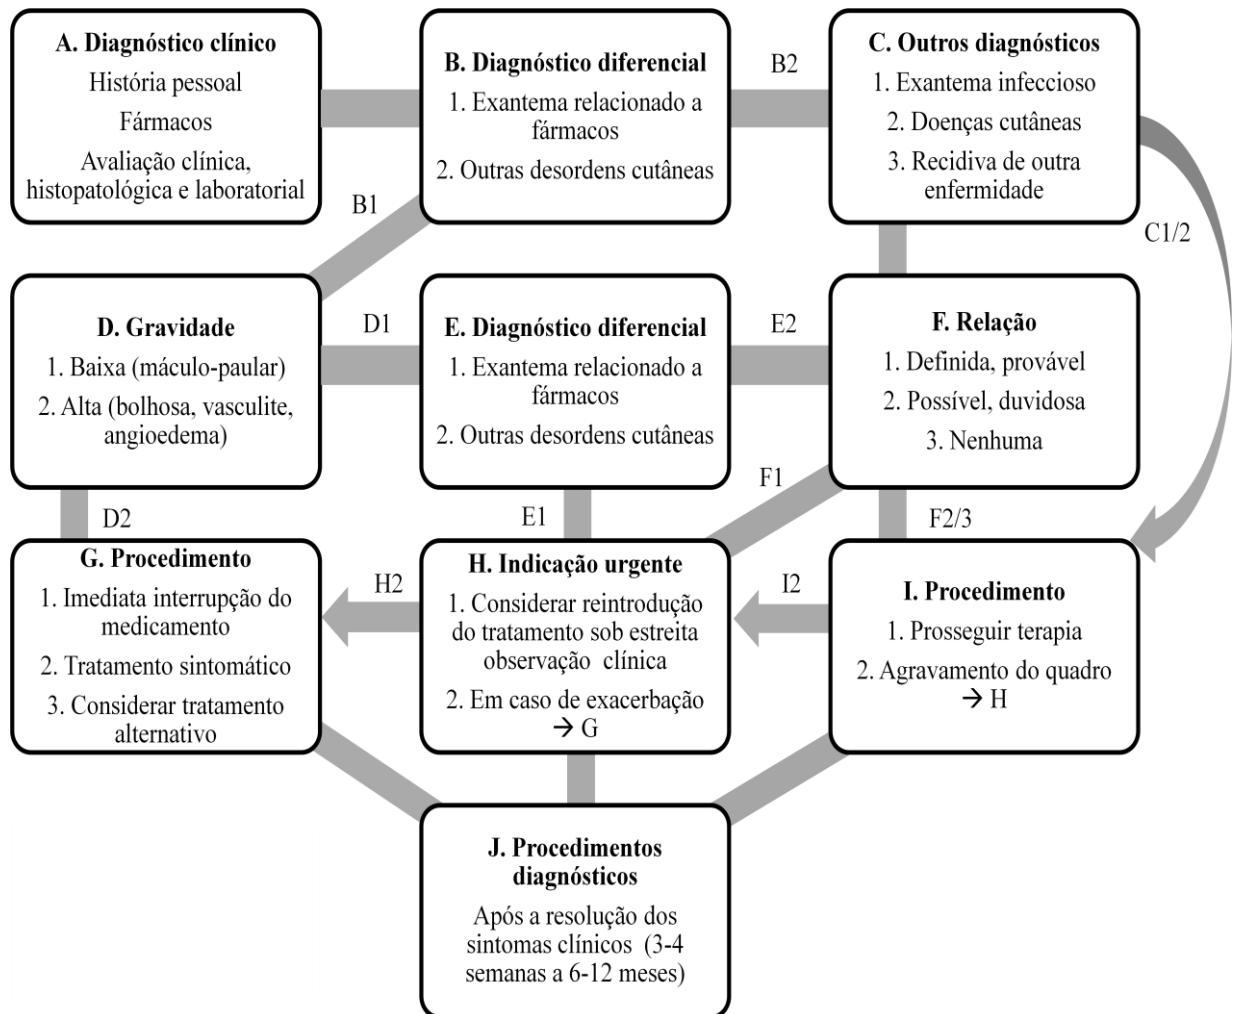 A. Diagnóstico clínico
História pessoal
Fármacos
Avaliação clínica,
histopatológica e laboratorial
B. Diagnóstico diferencial
1. Exantema relacionado a
fármacos
2. Outras desordens cutâneas
B2
C. Outros diagnósticos
1. Exantema infeccioso
2. Doenças cutâneas
3. Recidiva de outra
enfermidade
B1
C1/2
D. Gravidade
1. Baixa (máculo-paular)
2. Alta (bolhosa, vasculite,
angioedema)
D1
E. Diagnóstico diferencial
1. Exantema relacionado a
fármacos
2. Outras desordens cutâneas
E2
F. Relação
1. Definida, provável
2. Possível, duvidosa
3. Nenhuma
D2
E1
F1
F2/3
G. Procedimento
1. Imediata interrupção do
medicamento
2. Tratamento sintomático
3. Considerar tratamento
alternativo
H2
H. Indicação urgente
1. Considerar reintrodução
do tratamento sob estreita
observação clínica
2. Em caso de exacerbação
→ G
I2
I. Procedimento
1. Prosseguir terapia
2. Agravamento do quadro
→ H
J. Procedimentos
diagnósticos
Após a resolução dos
sintomas clínicos (3-4
semanas a 6-12 meses)